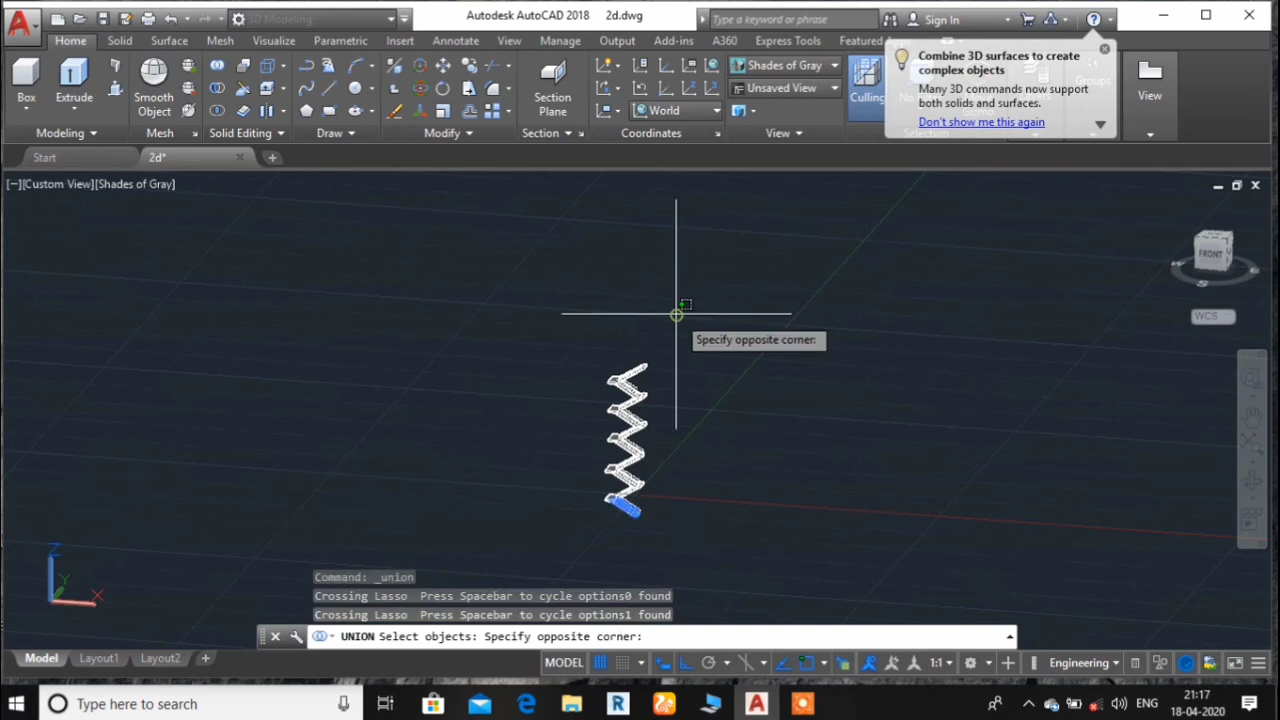 Autodesk AutoCAD 2018 2d.dwg
Type a keyword or phrase
Sign In
3D Modeling
Home
Solid
Surface
Mesh
Visualize
Parametric
Insert
Annotate
View
Manage
Output
Add-ins
A360
Express Tools
Featured Apps
Box
Extrude
Smooth
Object
Section
Plane
Shades of Gray
Unsaved View
World
Culling
View
Groups
Combine 3D surfaces to create
complex objects
Many 3D commands now support
both solids and surfaces.
Don't show me this again
Modeling
Mesh
Solid Editing
Draw
Modify
Section
Coordinates
View
Selection
Start
2d*
[−][Custom View][Shades of Gray]
FRONT
S
WCS
Specify opposite corner:
Z
Y
X
Command: _union
Crossing Lasso Press Spacebar to cycle options0 found
Crossing Lasso Press Spacebar to cycle options1 found
UNION Select objects: Specify opposite corner:
Model
Layout1
Layout2
MODEL
1:1
Engineering
Type here to search
R
A
ENG
21:17
18-04-2020